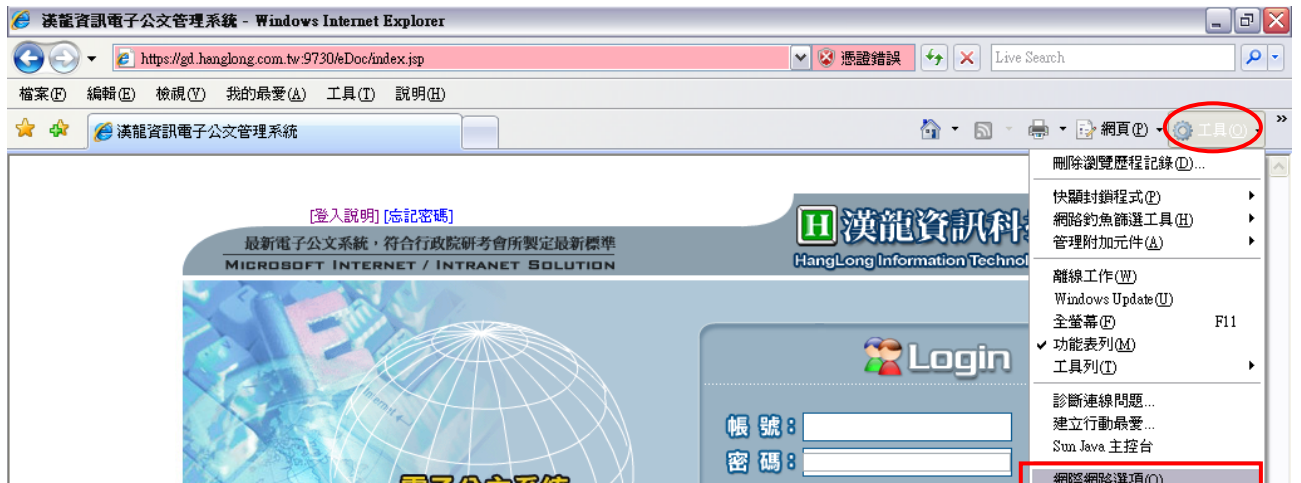 漢龍資訊電子公文管理系統 - Windows Internet Explorer
https://gd.hanglong.com.tw:9730/eDoc/index.jsp 憑證錯誤 Live Search
檔案(F) 編輯(E) 檢視(V) 我的最愛(A) 工具(T) 說明(H)
漢龍資訊電子公文管理系統 網頁(P) 工具(O) »
刪除瀏覽歷程記錄(D)...
快顯封鎖程式(P)
網路釣魚篩選工具(H)
管理附加元件(A)
離線工作(W)
Windows Update(U)
全螢幕(F) F11
功能表列(M)
工具列(T)
診斷連線問題...
建立行動最愛...
Sun Java 主控台
網際網路選項(O)
[登入說明] [忘記密碼]
最新電子公文系統，符合行政院研考會所製定最新標準
MICROSOFT INTERNET / INTRANET SOLUTION
H 漢龍資訊科
HangLong Information Technol
Login
帳 號：
密 碼：
電子公文系統